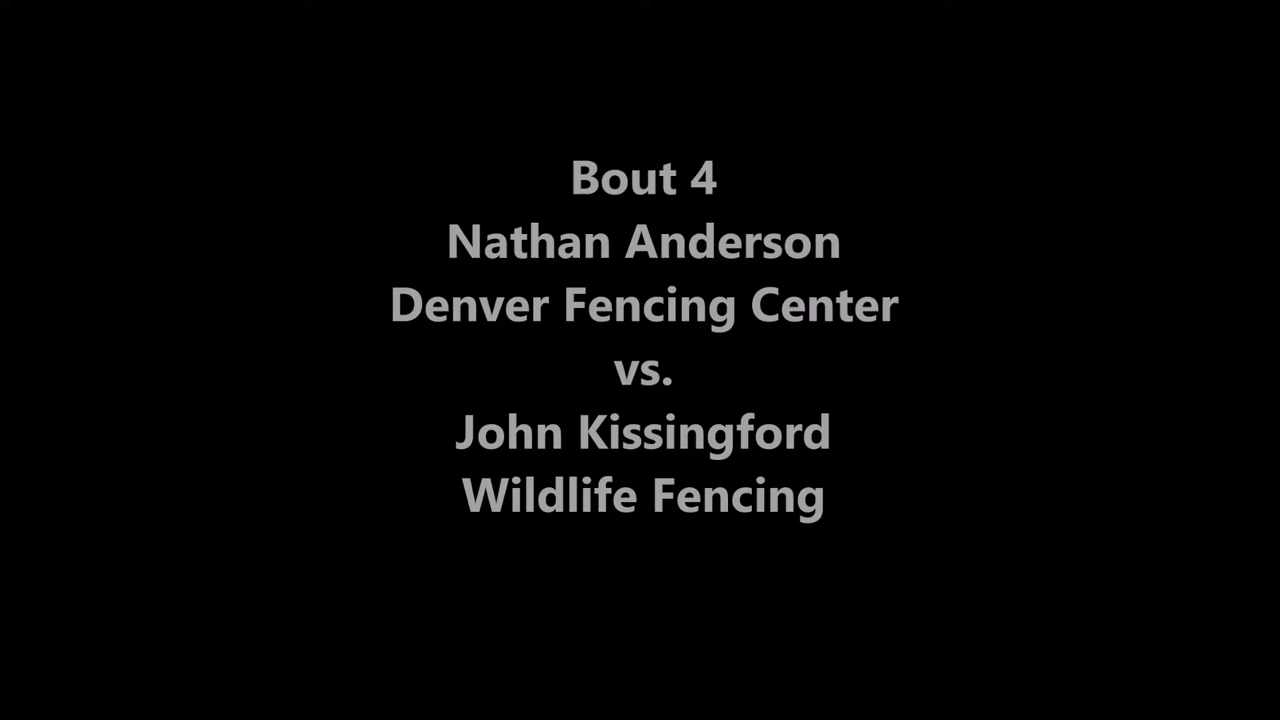 Bout 4
Nathan Anderson
Denver Fencing Center
vs.
John Kissingford
Wildlife Fencing